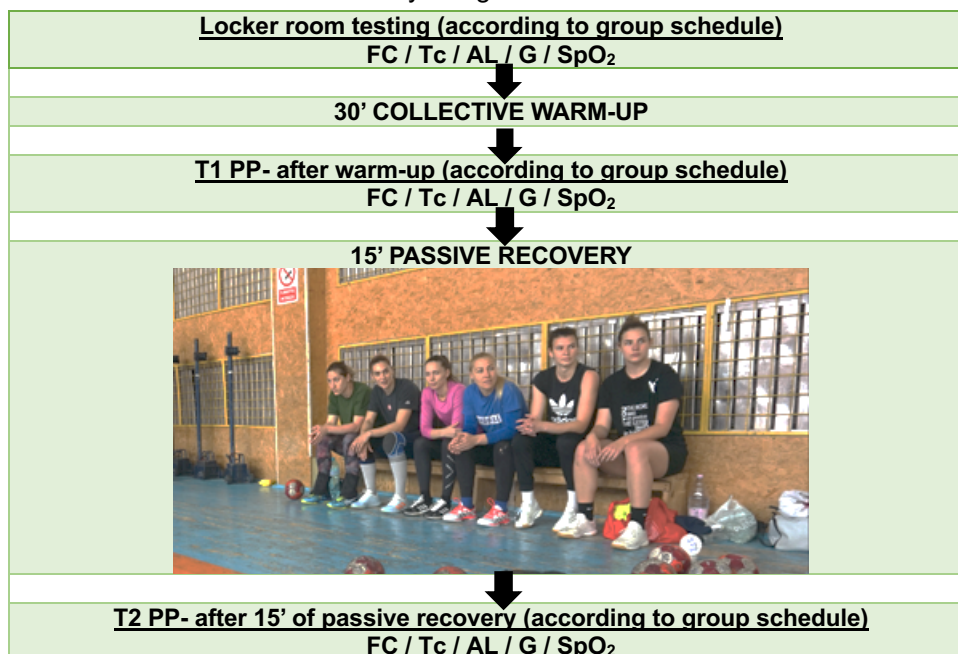 Locker room testing (according to group schedule)
FC / Tc / AL / G / SpO₂
30’ COLLECTIVE WARM-UP
T1 PP- after warm-up (according to group schedule)
FC / Tc / AL / G / SpO₂
15’ PASSIVE RECOVERY
adidas
T2 PP- after 15’ of passive recovery (according to group schedule)
FC / Tc / AL / G / SpO₂